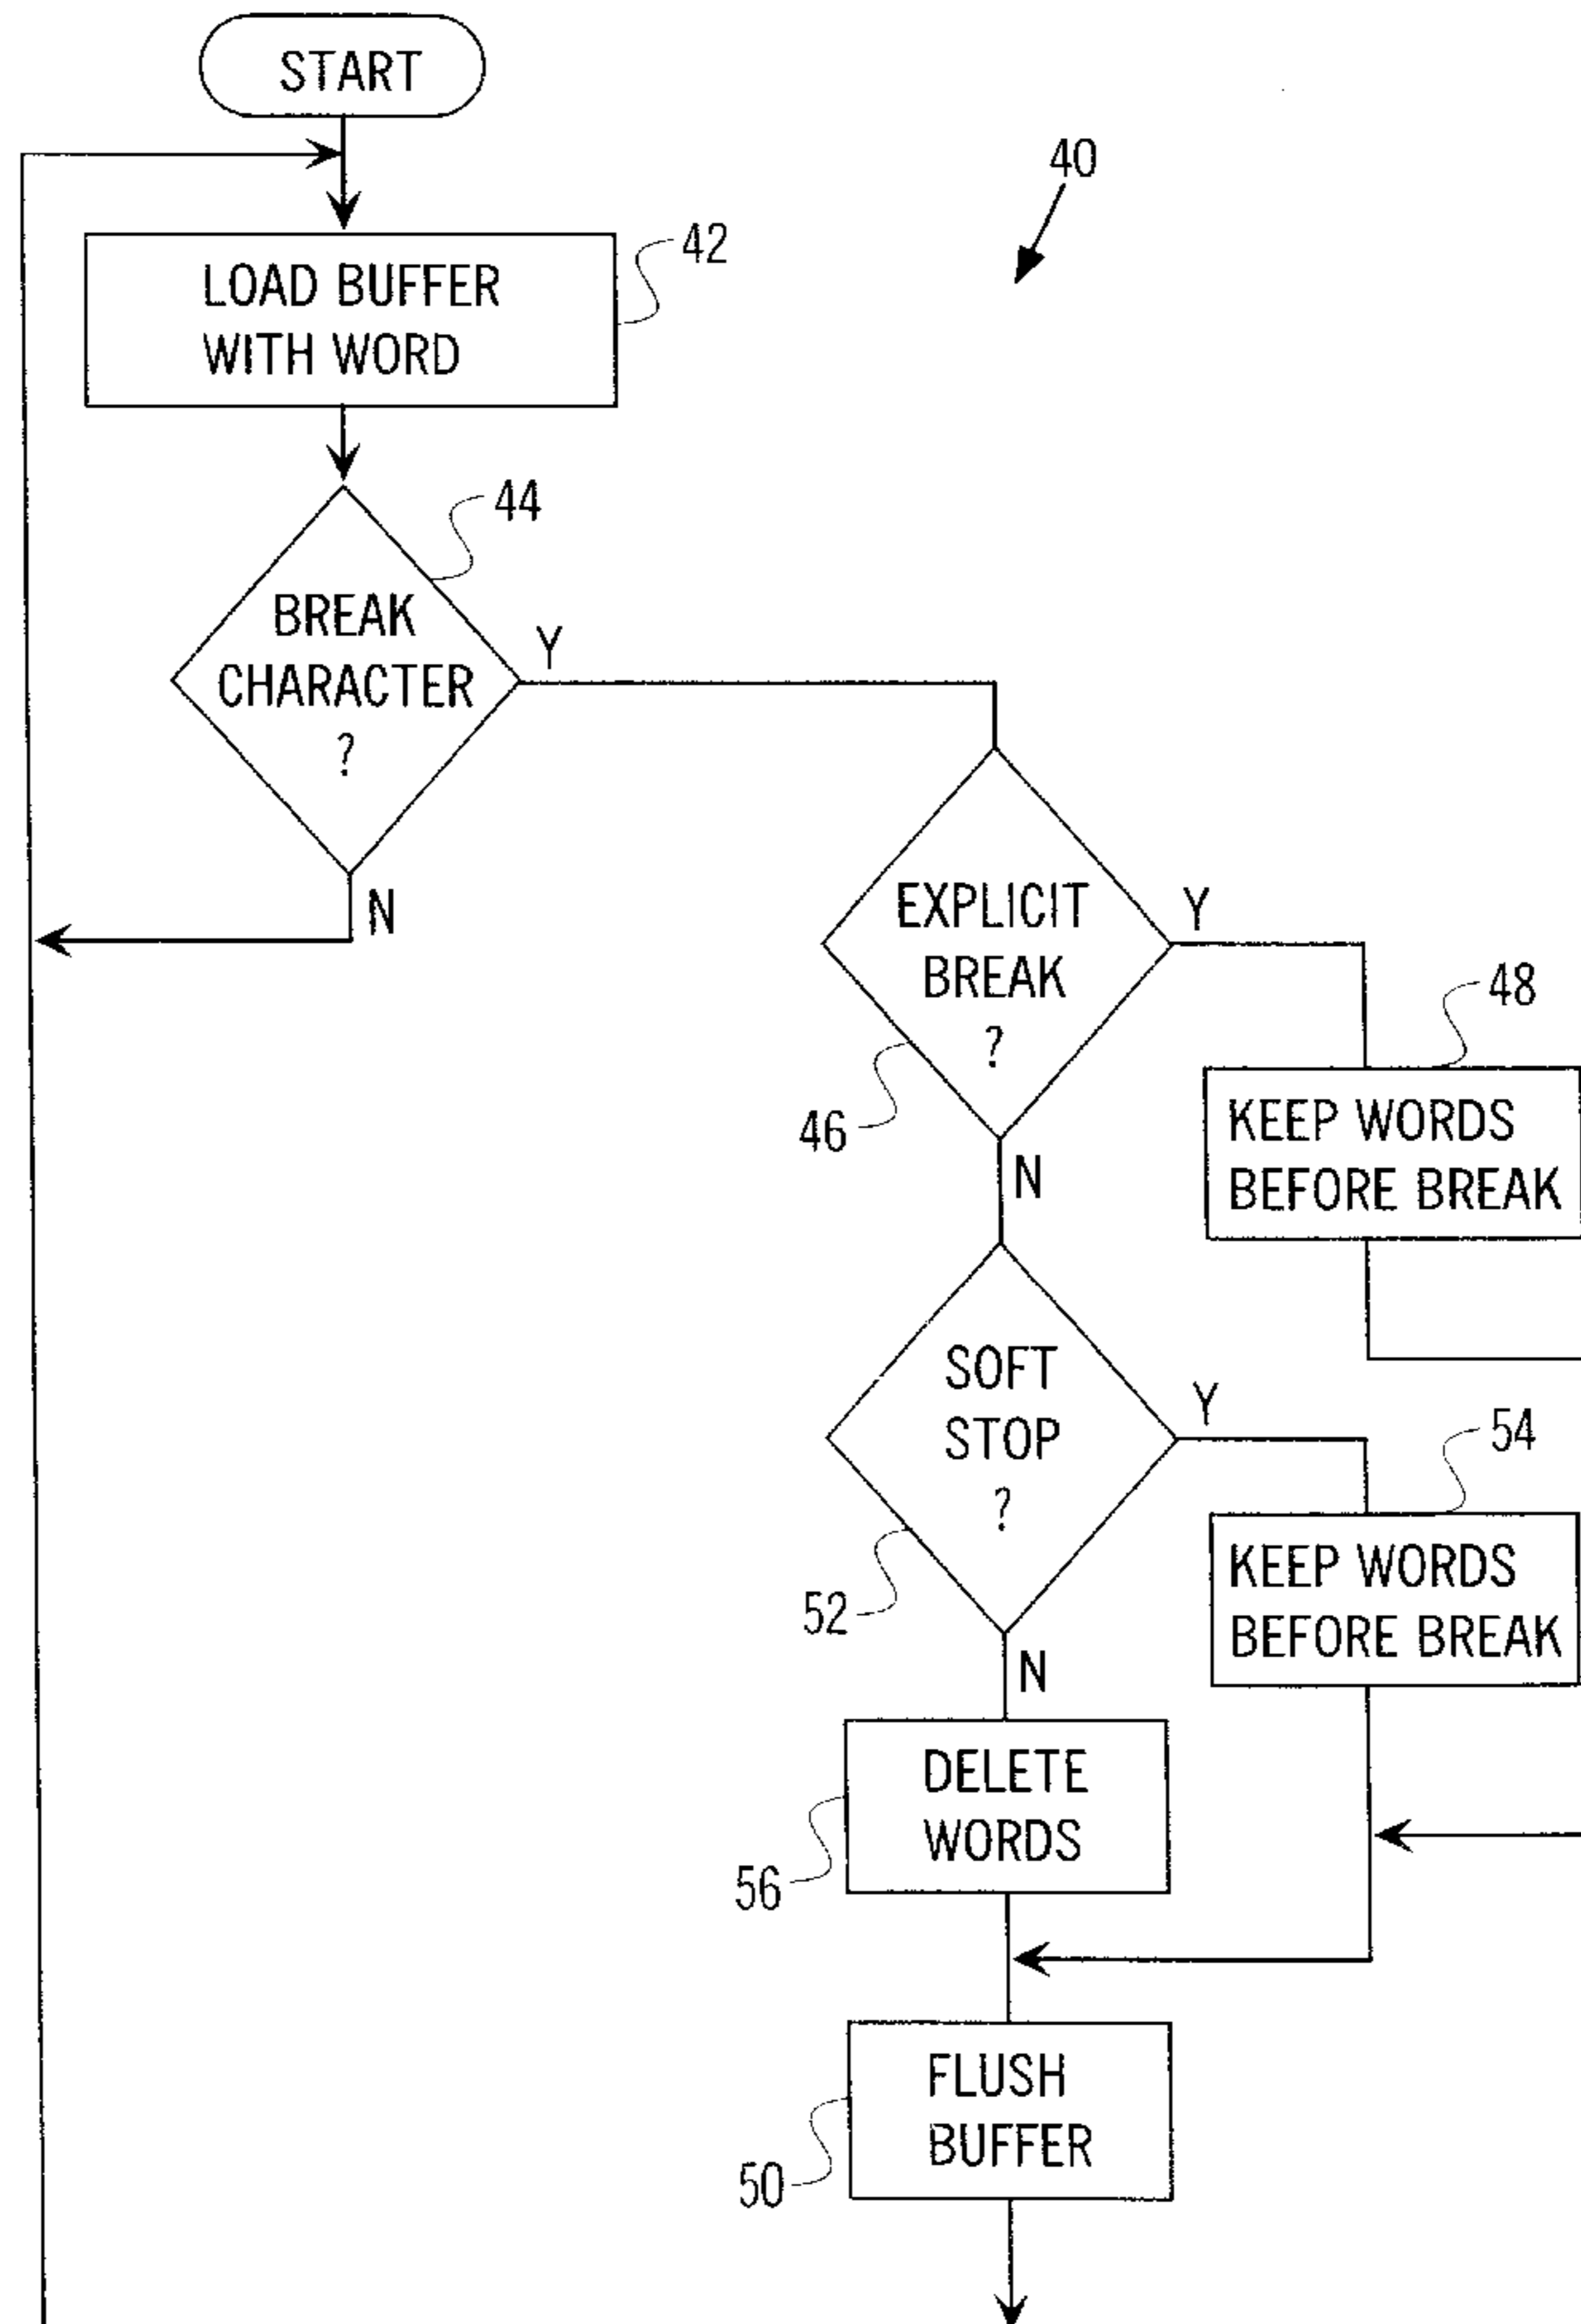 START
40
42
LOAD BUFFER
WITH WORD
44
BREAK
CHARACTER
?
Y
N
EXPLICIT
BREAK
?
Y
46
N
48
KEEP WORDS
BEFORE BREAK
SOFT
STOP
?
Y
52
N
54
KEEP WORDS
BEFORE BREAK
DELETE
WORDS
56
FLUSH
BUFFER
50